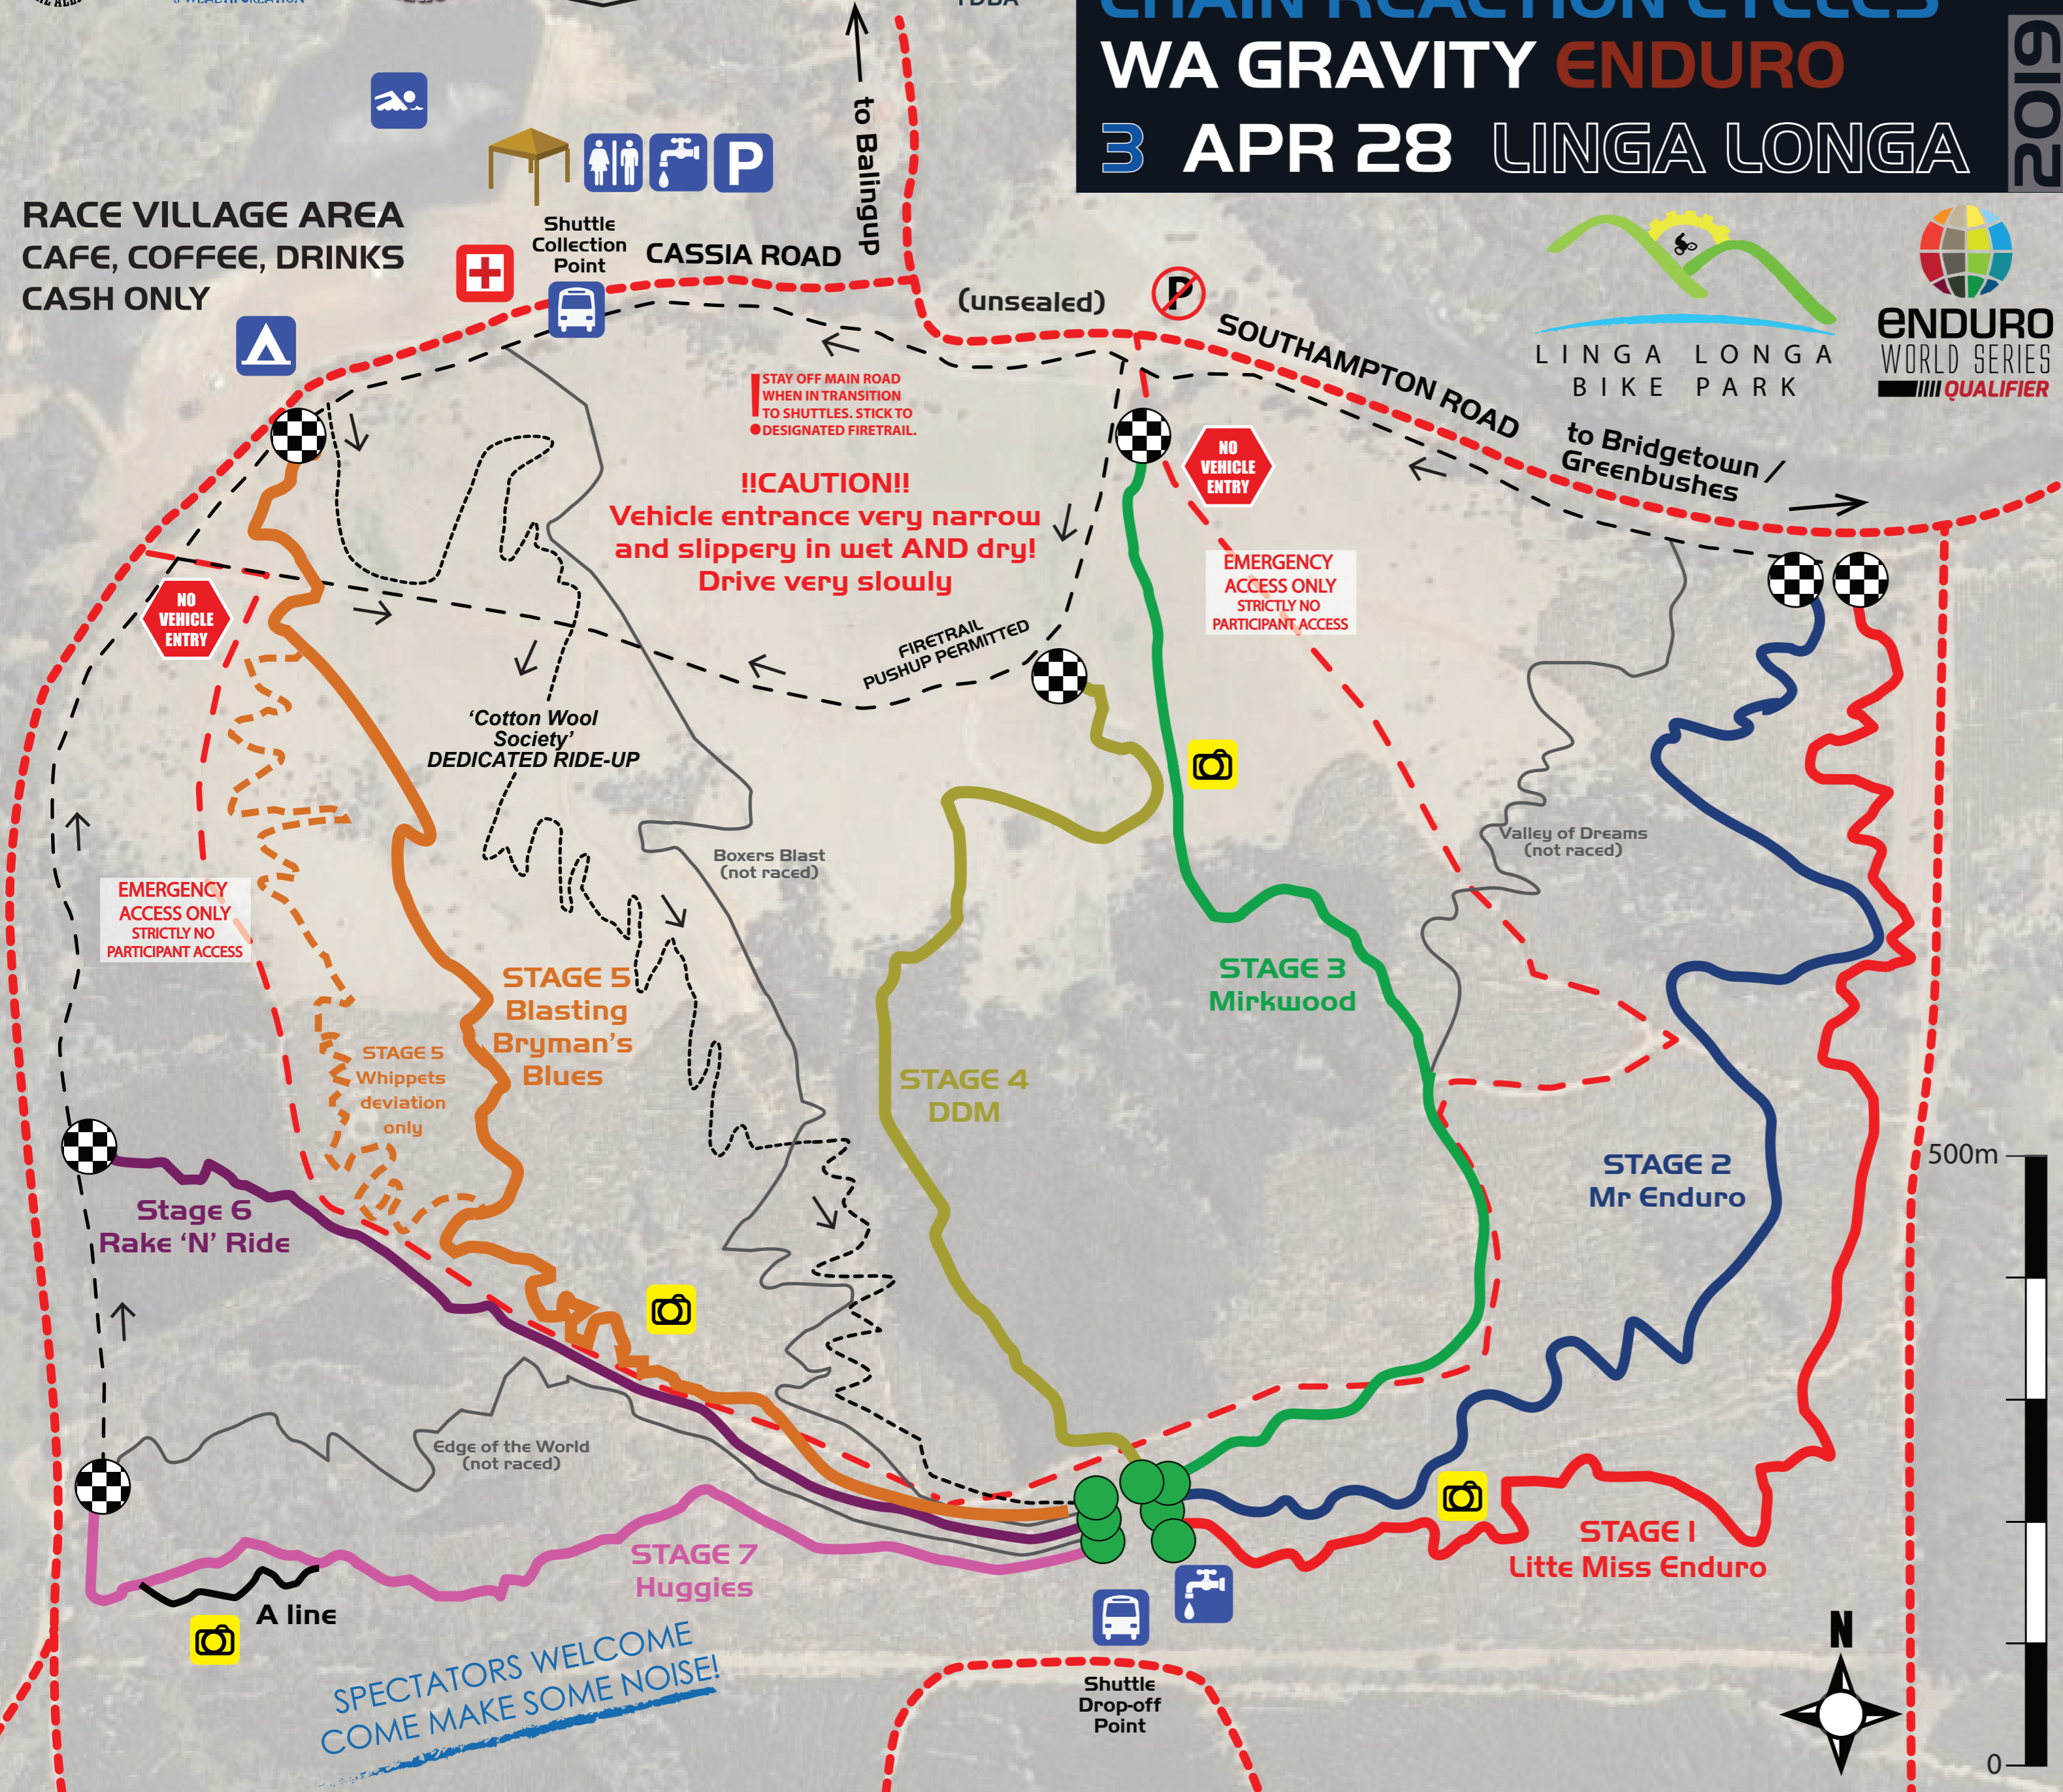 CHAIN REACTION CYCLES
WA GRAVITY ENDURO
3 APR 28 LINGA LONGA
2019
to Balingup
RACE VILLAGE AREA
CAFE, COFFEE, DRINKS
CASH ONLY
Shuttle
Collection
Point
P
CASSIA ROAD
(unsealed)
P
SOUTHAMPTON ROAD
to Bridgetown /
Greenbushes
LINGA LONGA
BIKE PARK
ENDURO
WORLD SERIES
QUALIFIER
! STAY OFF MAIN ROAD
WHEN IN TRANSITION
TO SHUTTLES. STICK TO
DESIGNATED FIRETRAIL.
!!CAUTION!!
Vehicle entrance very narrow
and slippery in wet AND dry!
Drive very slowly
NO
VEHICLE
ENTRY
EMERGENCY
ACCESS ONLY
STRICTLY NO
PARTICIPANT ACCESS
NO
VEHICLE
ENTRY
FIRETRAIL
PUSHUP PERMITTED
‘Cotton Wool
Society’
DEDICATED RIDE-UP
Boxers Blast
(not raced)
Valley of Dreams
(not raced)
EMERGENCY
ACCESS ONLY
STRICTLY NO
PARTICIPANT ACCESS
STAGE 5
Blasting
Bryman’s
Blues
STAGE 3
Mirkwood
STAGE 5
Whippets
deviation
only
STAGE 4
DDM
STAGE 2
Mr Enduro
500m
Stage 6
Rake ‘N’ Ride
Edge of the World
(not raced)
STAGE 7
Huggies
STAGE 1
Litte Miss Enduro
A line
SPECTATORS WELCOME
COME MAKE SOME NOISE!
Shuttle
Drop-off
Point
N
0